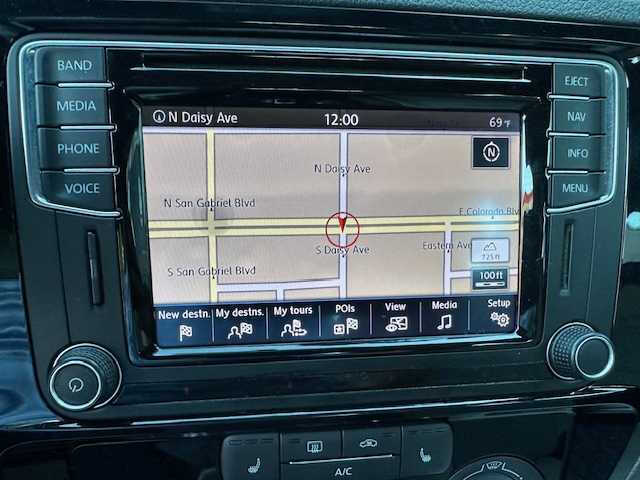 BAND
MEDIA
PHONE
VOICE
N Daisy Ave 12:00 69 °F
N Daisy Ave
N
N San Gabriel Blvd
E Colorado Blv
S Daisy Ave
Eastern Ave
S San Gabriel Blvd
725 ft
100 ft
New destn. My destns. My tours POIs View Media Setup
EJECT
NAV
INFO
MENU
A/C